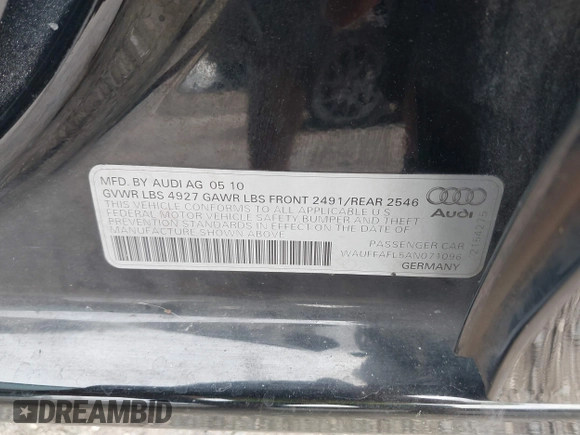 MFD. BY AUDI AG 05 10
GVWR LBS 4927 GAWR LBS FRONT 2491/REAR 2546
THIS VEHICLE CONFORMS TO ALL APPLICABLE U S
FEDERAL MOTOR VEHICLE SAFETY BUMPER AND THEFT
PREVENTION STANDARDS IN EFFECT ON THE DATE OF
MANUFACTURE SHOWN ABOVE
Audi
PASSENGER CAR
WAUFFAFL5AN071096
GERMANY
DREAMBID